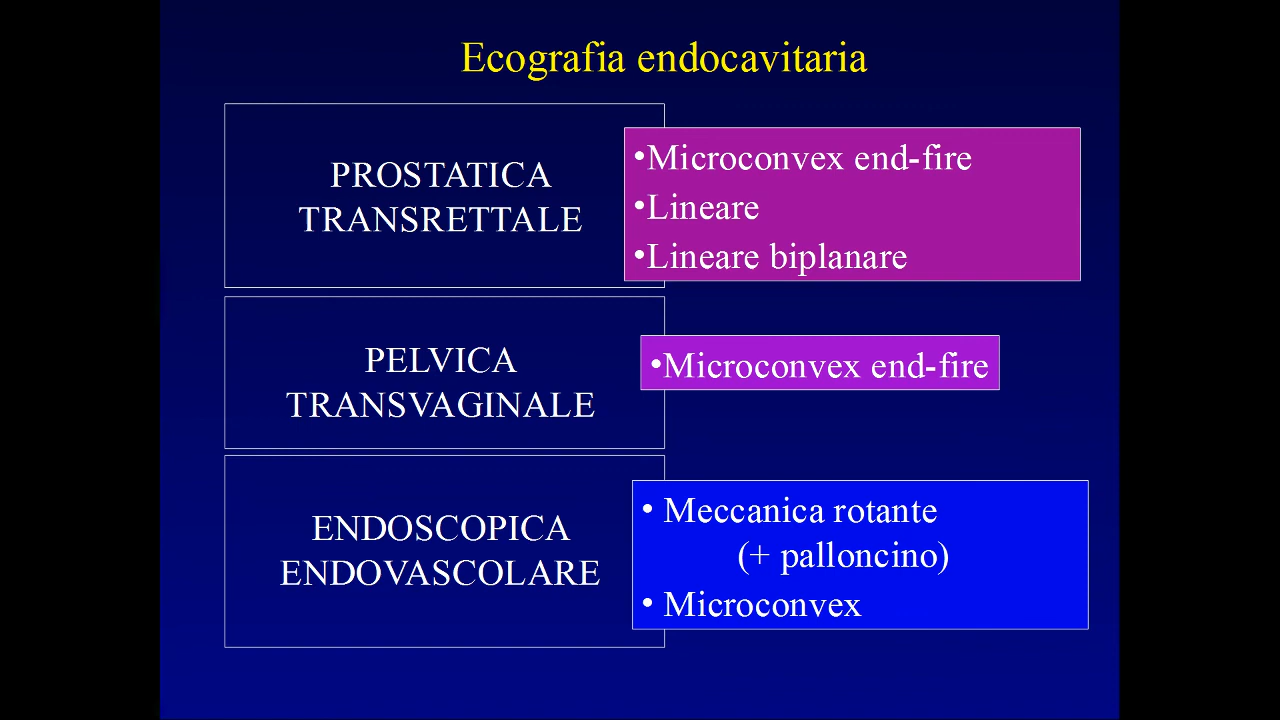 Ecografia endocavitaria
PROSTATICA
TRANSRETTALE
•Microconvex end-fire
•Lineare
•Lineare biplanare
PELVICA
TRANSVAGINALE
•Microconvex end-fire
ENDOSCOPICA
ENDOVASCOLARE
• Meccanica rotante
(+ palloncino)
• Microconvex